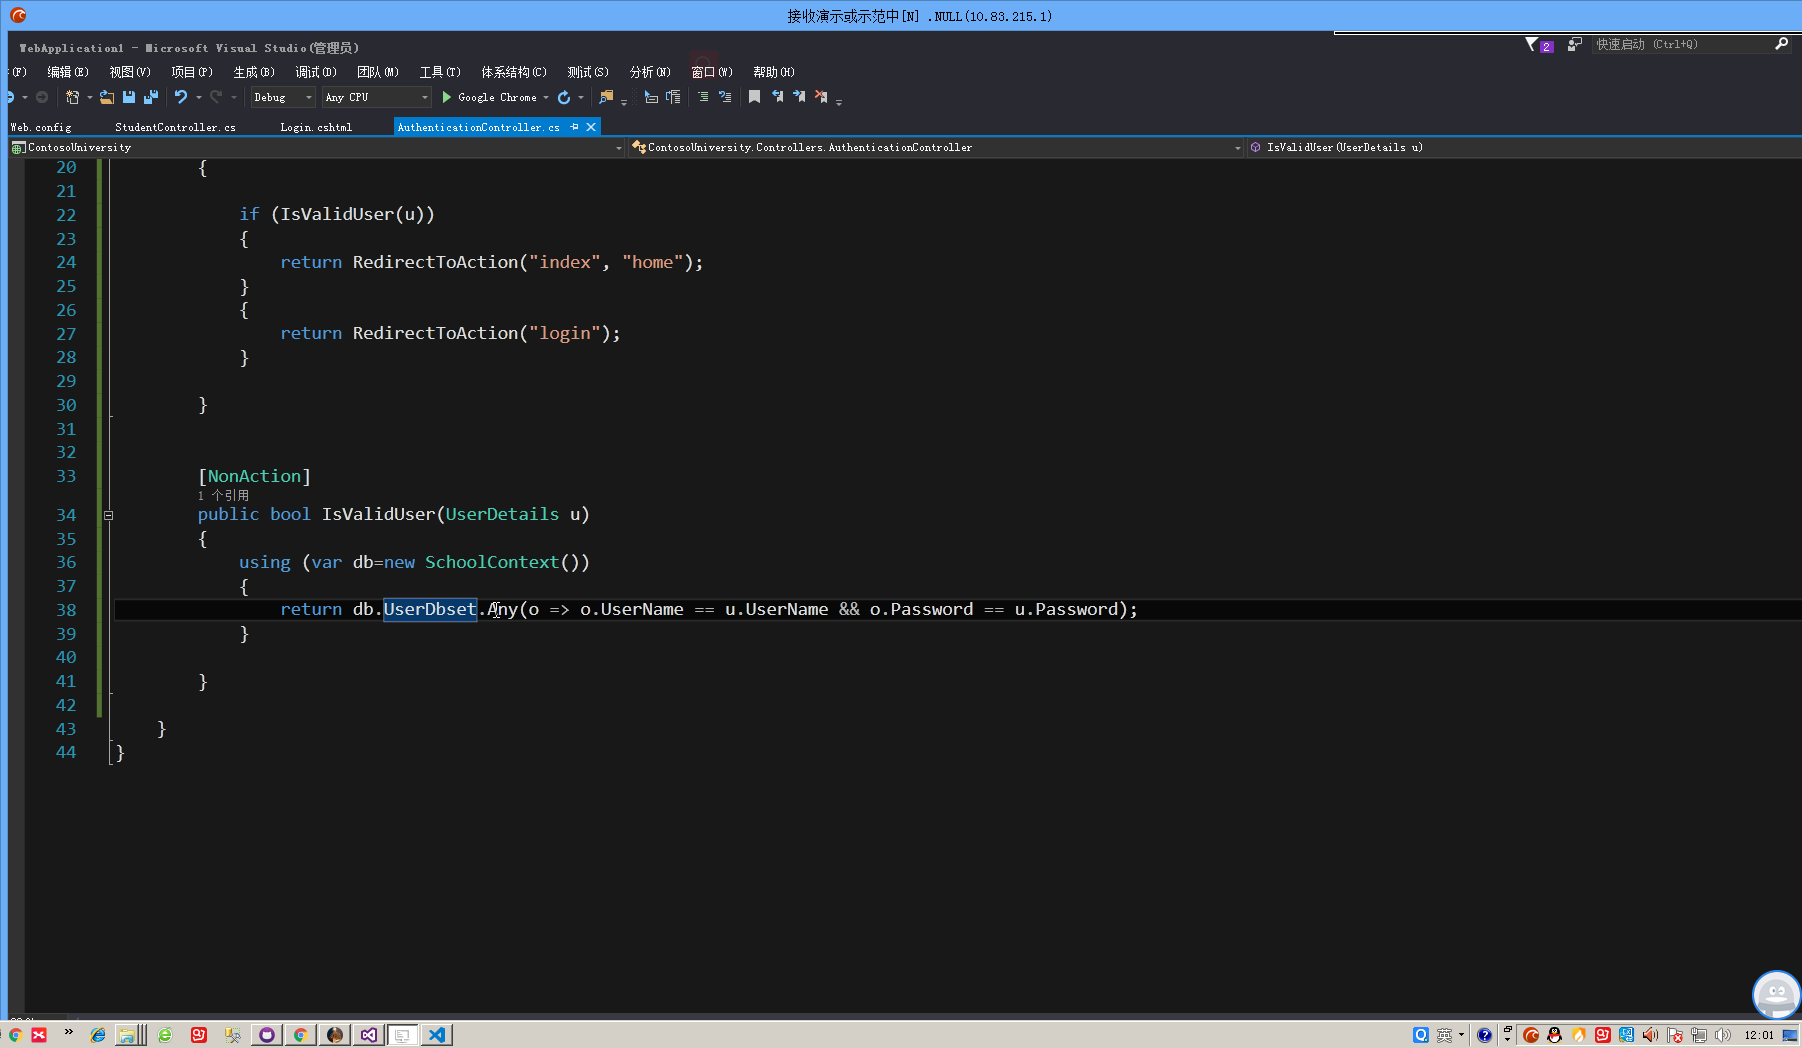 接收演示或示范中[N] .NULL(10.83.215.1)
WebApplication1 - Microsoft Visual Studio(管理员)
2
快速启动 (Ctrl+Q)
(F) 编辑(E) 视图(V) 项目(P) 生成(B) 调试(D) 团队(M) 工具(T) 体系结构(C) 测试(S) 分析(N) 窗口(W) 帮助(H)
Debug Any CPU Google Chrome
Web.config StudentController.cs Login.cshtml AuthenticationController.cs
ContosoUniversity ContosoUniversity.Controllers.AuthenticationController IsValidUser(UserDetails u)
20 {
21
22 if (IsValidUser(u))
23 {
24 return RedirectToAction("index", "home");
25 }
26 {
27 return RedirectToAction("login");
28 }
29
30 }
31
32
33 [NonAction]
1 个引用
34 public bool IsValidUser(UserDetails u)
35 {
36 using (var db=new SchoolContext())
37 {
38 return db.UserDbset.Any(o => o.UserName == u.UserName && o.Password == u.Password);
39 }
40
41 }
42
43 }
44 }
英
12:01